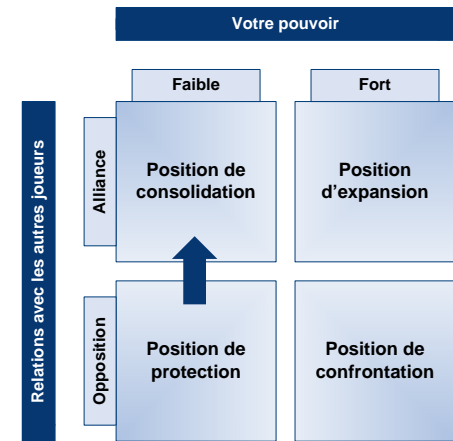 Votre pouvoir
Faible
Fort
Relations avec les autres joueurs
Alliance
Position de
consolidation
Position
d'expansion
Opposition
Position de
protection
Position de
confrontation